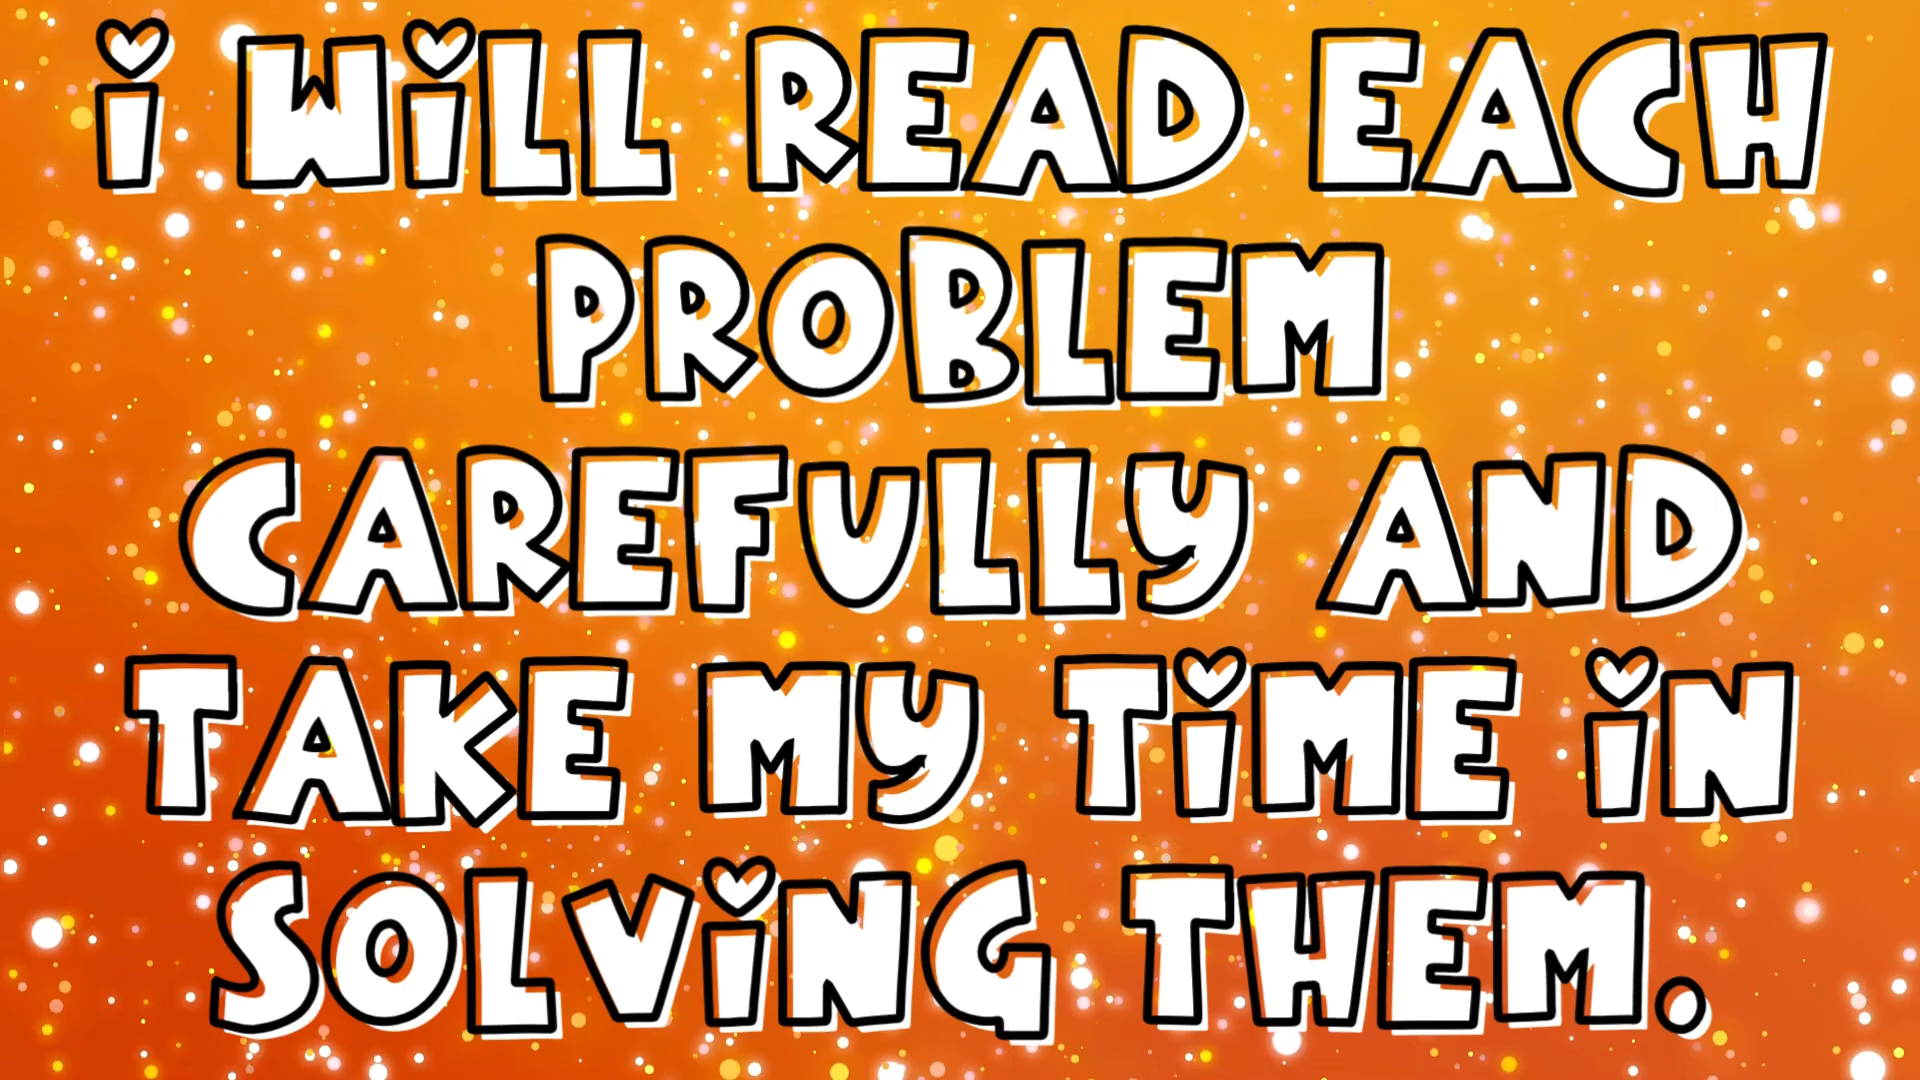 i WiLL READ EACH
PROBLEM
CAREFULLY AND
TAKE MY TiME iN
SOLViNG THEM.